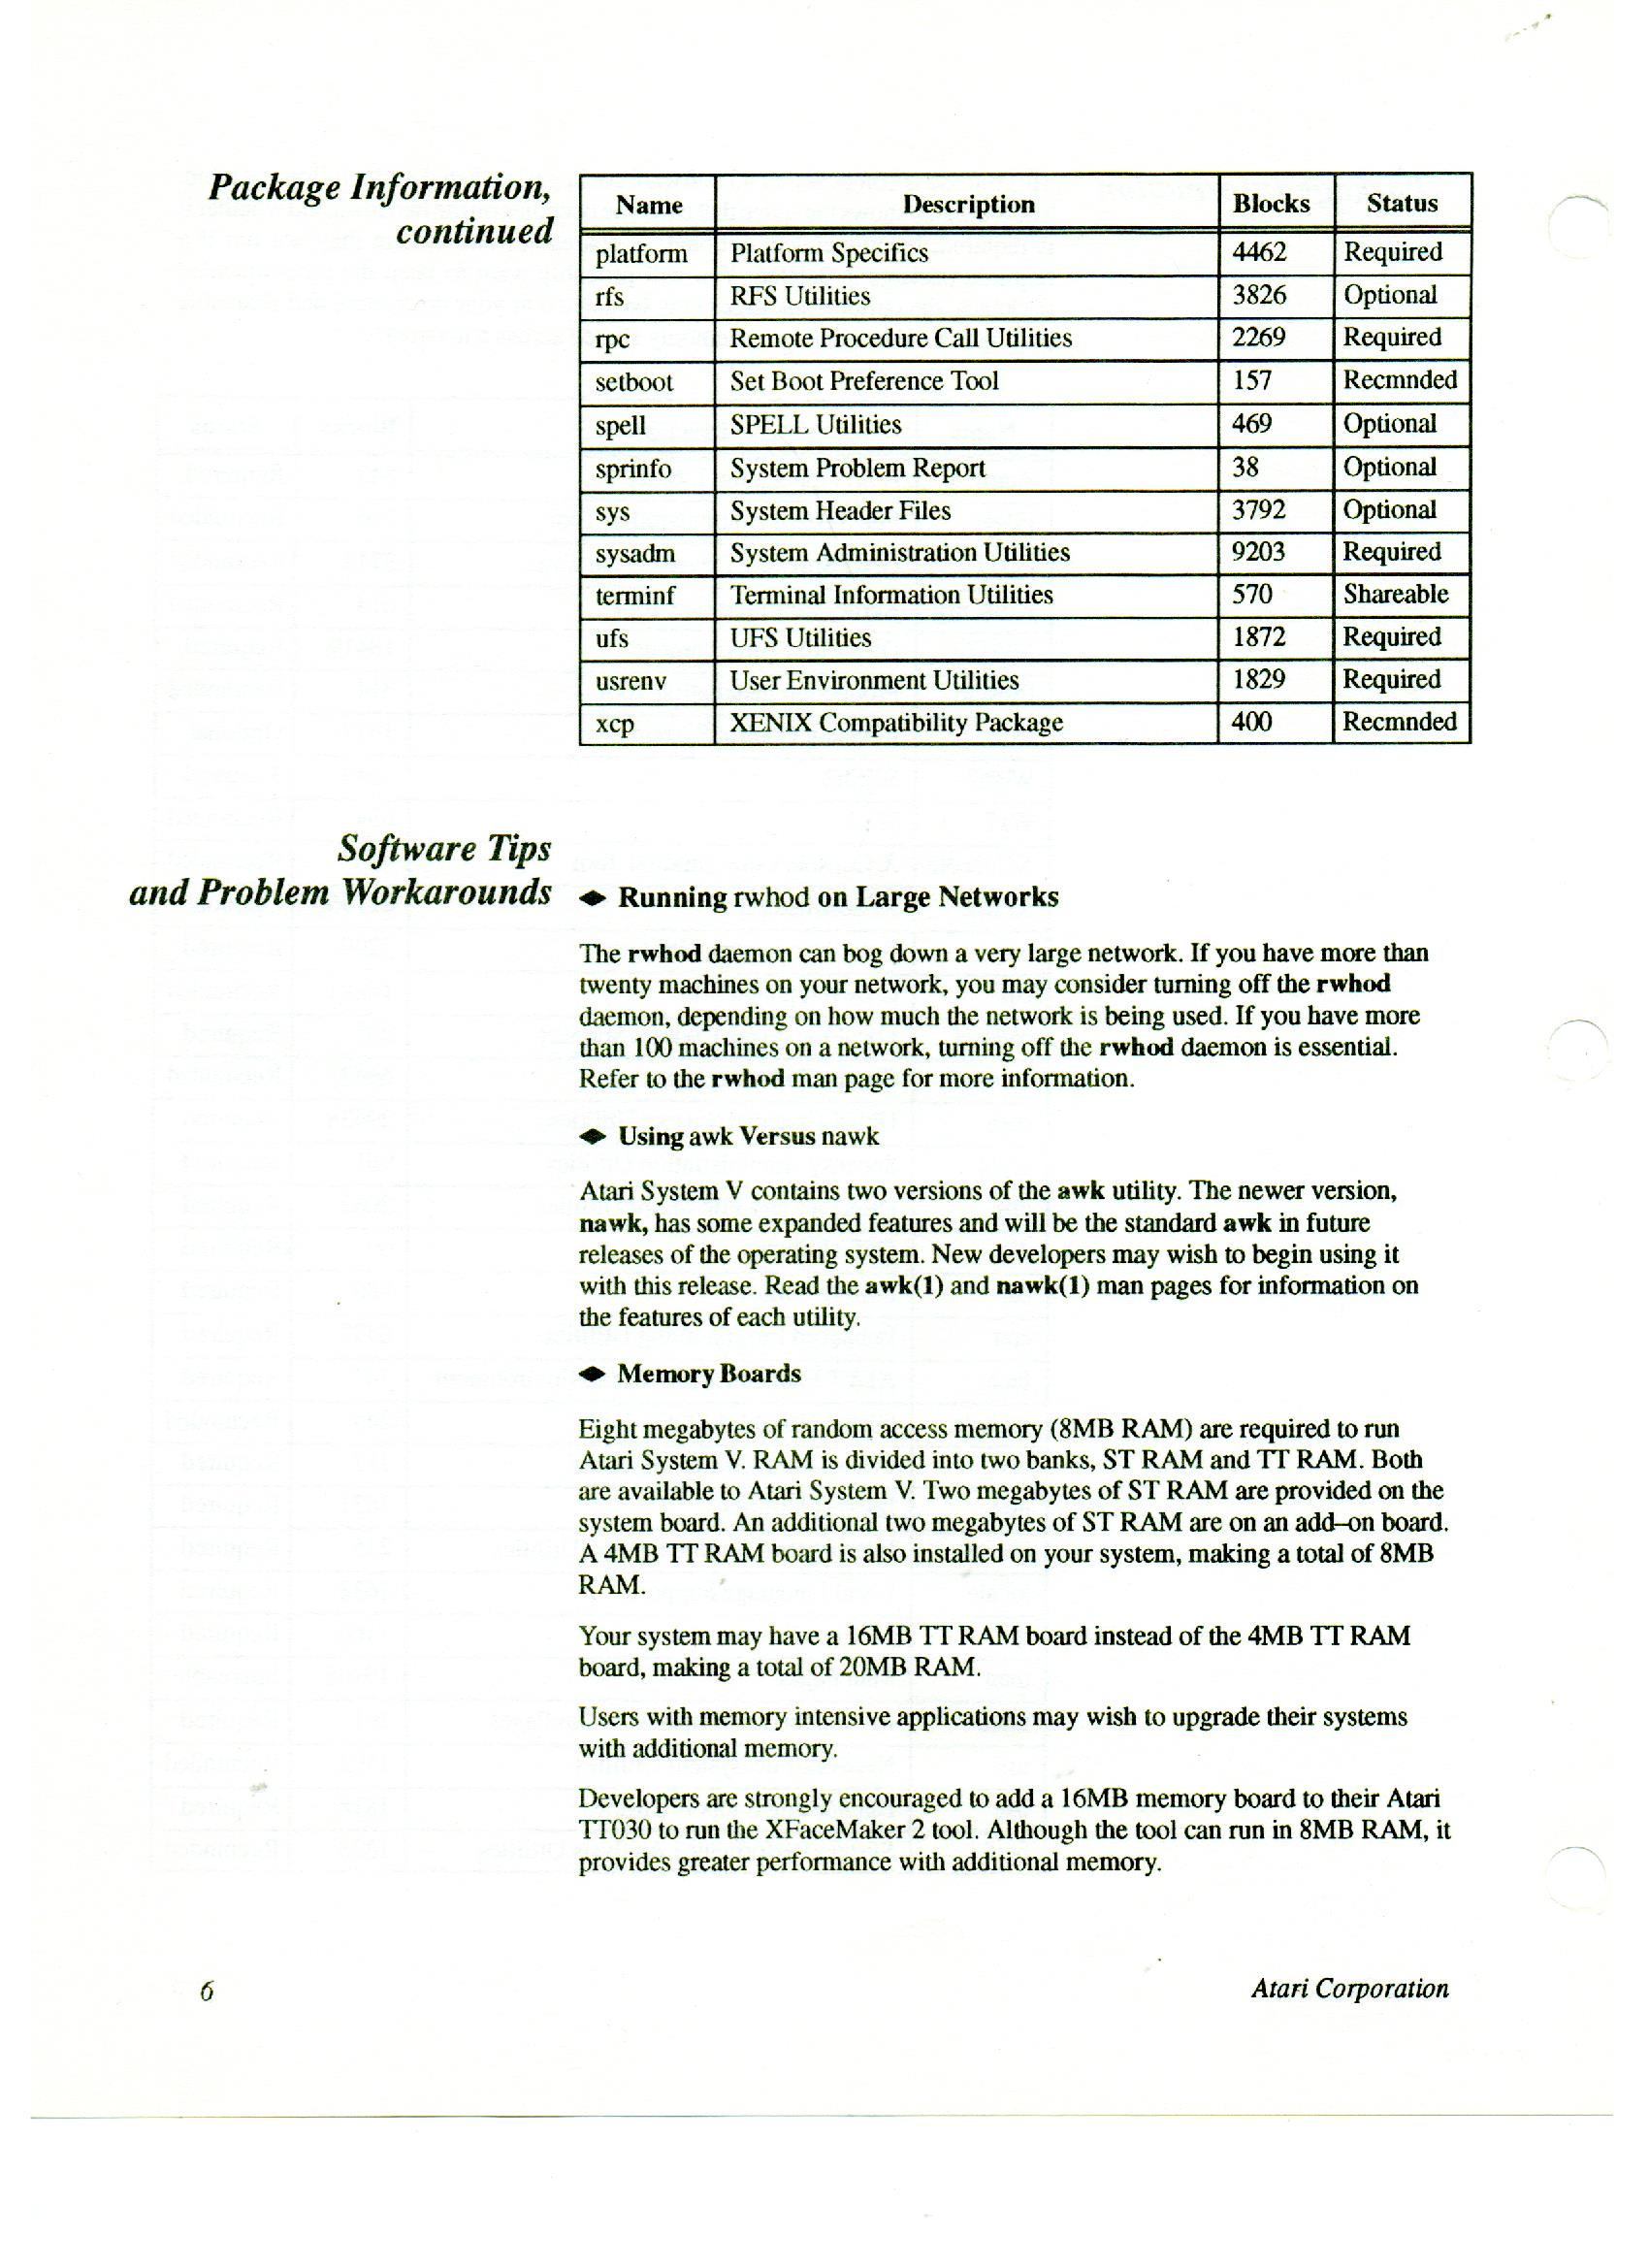 Package Information,
continued
Name Description Blocks Status
platform Platform Specifics 4462 Required
rfs RFS Utilities 3826 Optional
rpc Remote Procedure Call Utilities 2269 Required
setboot Set Boot Preference Tool 157 Recmnded
spell SPELL Utilities 469 Optional
sprinfo System Problem Report 38 Optional
sys System Header Files 3792 Optional
sysadm System Administration Utilities 9203 Required
terminf Terminal Information Utilities 570 Shareable
ufs UFS Utilities 1872 Required
usrenv User Environment Utilities 1829 Required
xcp XENIX Compatibility Package 400 Recmnded
Software Tips
and Problem Workarounds
◆ Running rwhod on Large Networks
The rwhod daemon can bog down a very large network. If you have more than
twenty machines on your network, you may consider turning off the rwhod
daemon, depending on how much the network is being used. If you have more
than 100 machines on a network, turning off the rwhod daemon is essential.
Refer to the rwhod man page for more information.
◆ Using awk Versus nawk
Atari System V contains two versions of the awk utility. The newer version,
nawk, has some expanded features and will be the standard awk in future
releases of the operating system. New developers may wish to begin using it
with this release. Read the awk(1) and nawk(1) man pages for information on
the features of each utility.
◆ Memory Boards
Eight megabytes of random access memory (8MB RAM) are required to run
Atari System V. RAM is divided into two banks, ST RAM and TT RAM. Both
are available to Atari System V. Two megabytes of ST RAM are provided on the
system board. An additional two megabytes of ST RAM are on an add–on board.
A 4MB TT RAM board is also installed on your system, making a total of 8MB
RAM.
Your system may have a 16MB TT RAM board instead of the 4MB TT RAM
board, making a total of 20MB RAM.
Users with memory intensive applications may wish to upgrade their systems
with additional memory.
Developers are strongly encouraged to add a 16MB memory board to their Atari
TT030 to run the XFaceMaker 2 tool. Although the tool can run in 8MB RAM, it
provides greater performance with additional memory.
6 Atari Corporation